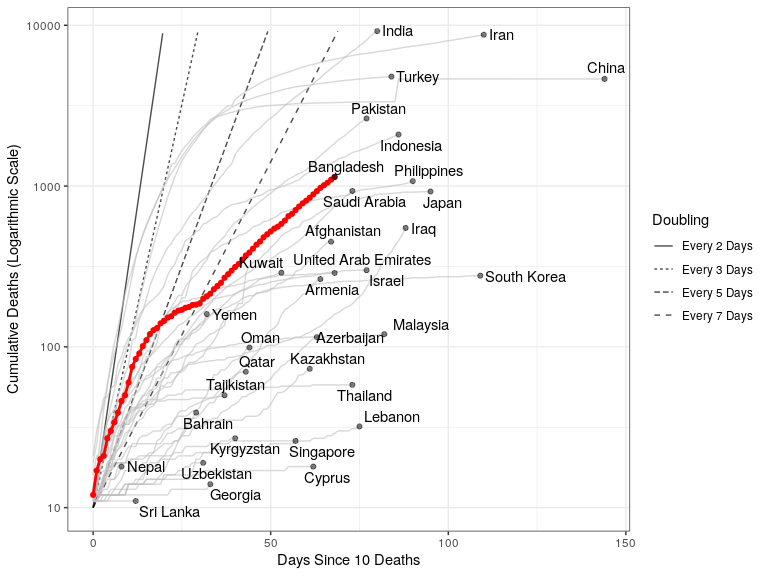 10000
1000
100
10
Cumulative Deaths (Logarithmic Scale)
India
Iran
China
Turkey
Pakistan
Indonesia
Bangladesh
Philippines
Saudi Arabia
Japan
Afghanistan
Iraq
Kuwait
United Arab Emirates
Israel
South Korea
Armenia
Yemen
Malaysia
Oman
Azerbaijan
Qatar
Kazakhstan
Tajikistan
Thailand
Bahrain
Lebanon
Kyrgyzstan
Singapore
Nepal
Uzbekistan
Cyprus
Georgia
Sri Lanka
0
50
100
150
Days Since 10 Deaths
Doubling
Every 2 Days
Every 3 Days
Every 5 Days
Every 7 Days